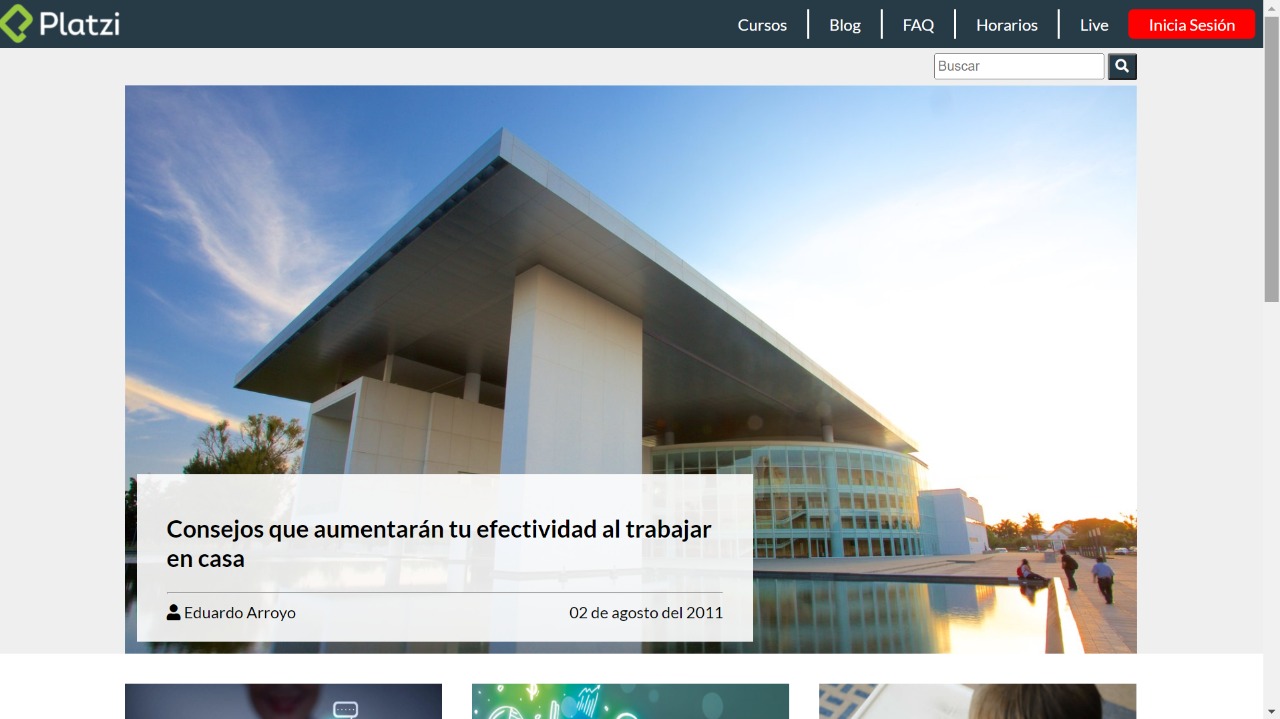 Platzi
Cursos
Blog
FAQ
Horarios
Live
Inicia Sesión
Buscar
Consejos que aumentarán tu efectividad al trabajar
en casa
Eduardo Arroyo
02 de agosto del 2011